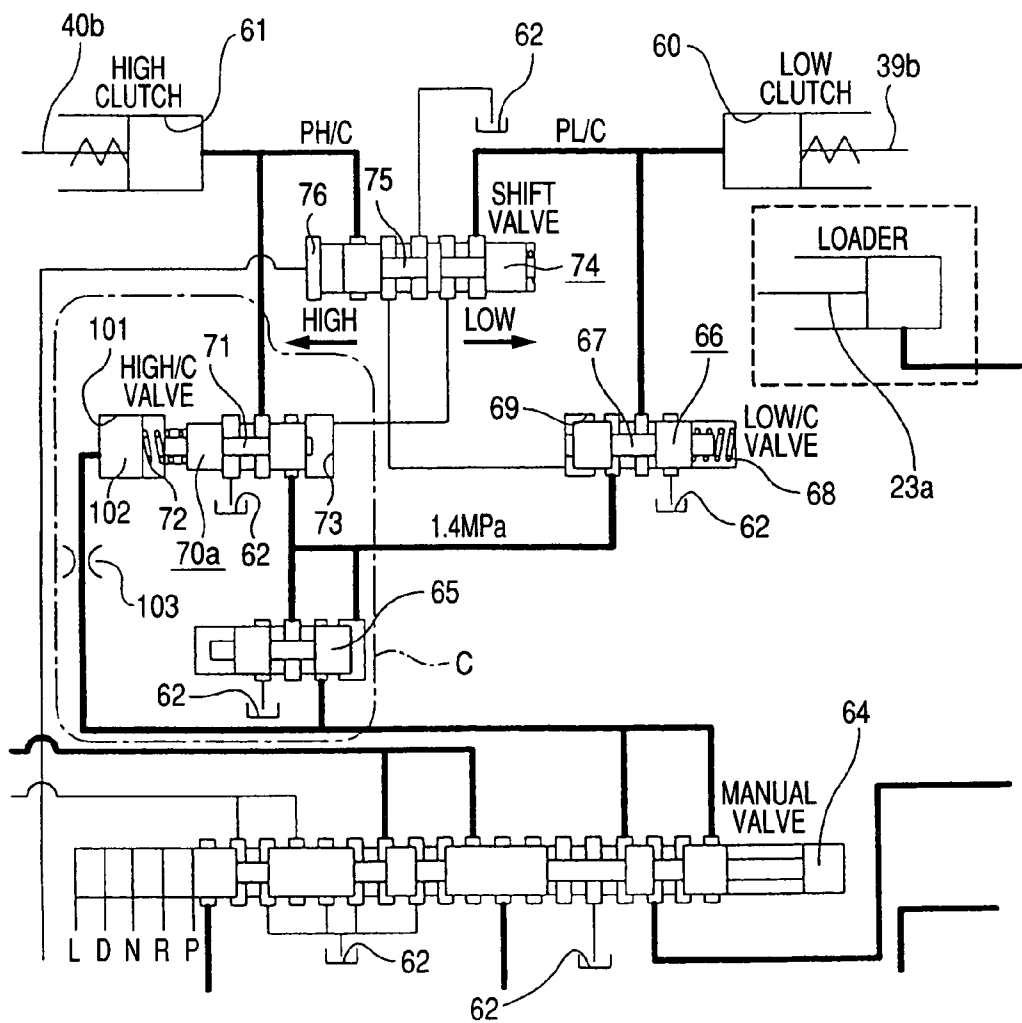 40b
61
HIGH
CLUTCH
62
60
LOW
CLUTCH
39b
PH/C
PL/C
76
75
SHIFT
VALVE
74
LOADER
HIGH
LOW
101
HIGH/C
VALVE
71
67
66
69
LOW/C
VALVE
102
72
70a
62
73
68
62
23a
1.4MPa
103
65
C
62
64
MANUAL
VALVE
L D N R P
62
62